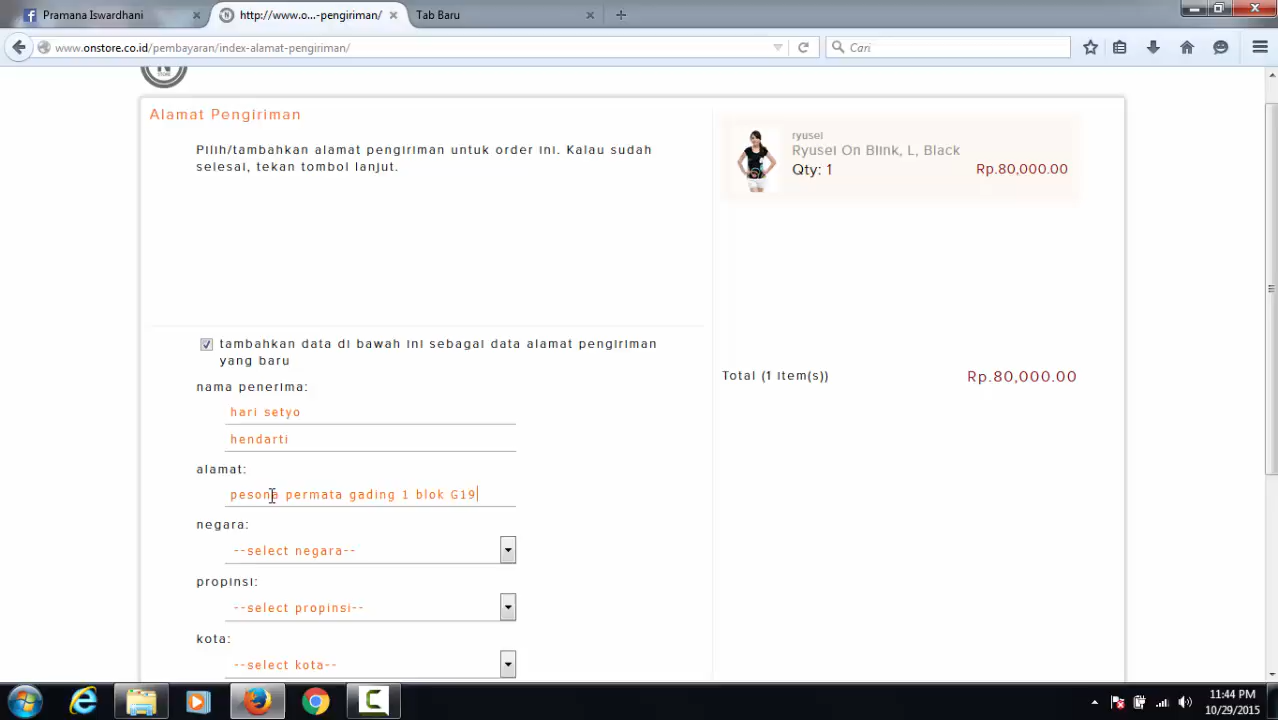 Pramana Iswardhani
http://www.o...-pengiriman/
Tab Baru
www.onstore.co.id/pembayaran/index-alamat-pengiriman/
Cari
N
STORE
Alamat Pengiriman
Pilih/tambahkan alamat pengiriman untuk order ini. Kalau sudah
selesai, tekan tombol lanjut.
ryusei
Ryusei On Blink, L, Black
Qty: 1
Rp.80,000.00
Total (1 item(s))
Rp.80,000.00
tambahkan data di bawah ini sebagai data alamat pengiriman
yang baru
nama penerima:
hari setyo
hendarti
alamat:
pesona permata gading 1 blok G19
negara:
--select negara--
propinsi:
--select propinsi--
kota:
--select kota--
11:44 PM
10/29/2015